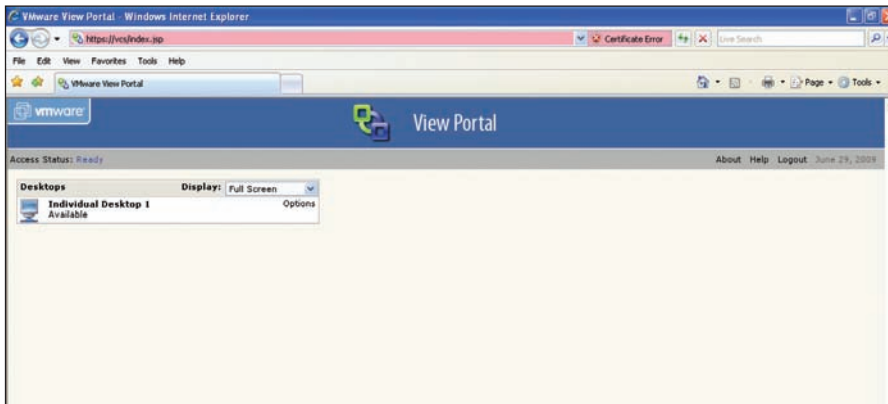 VMware View Portal - Windows Internet Explorer
https://vcs/index.jsp
Certificate Error
Live Search
File Edit View Favorites Tools Help
VMware View Portal
Page
Tools
vmware
View Portal
Access Status: Ready
About Help Logout June 29, 2009
Desktops
Display: Full Screen
Individual Desktop 1
Options
Available